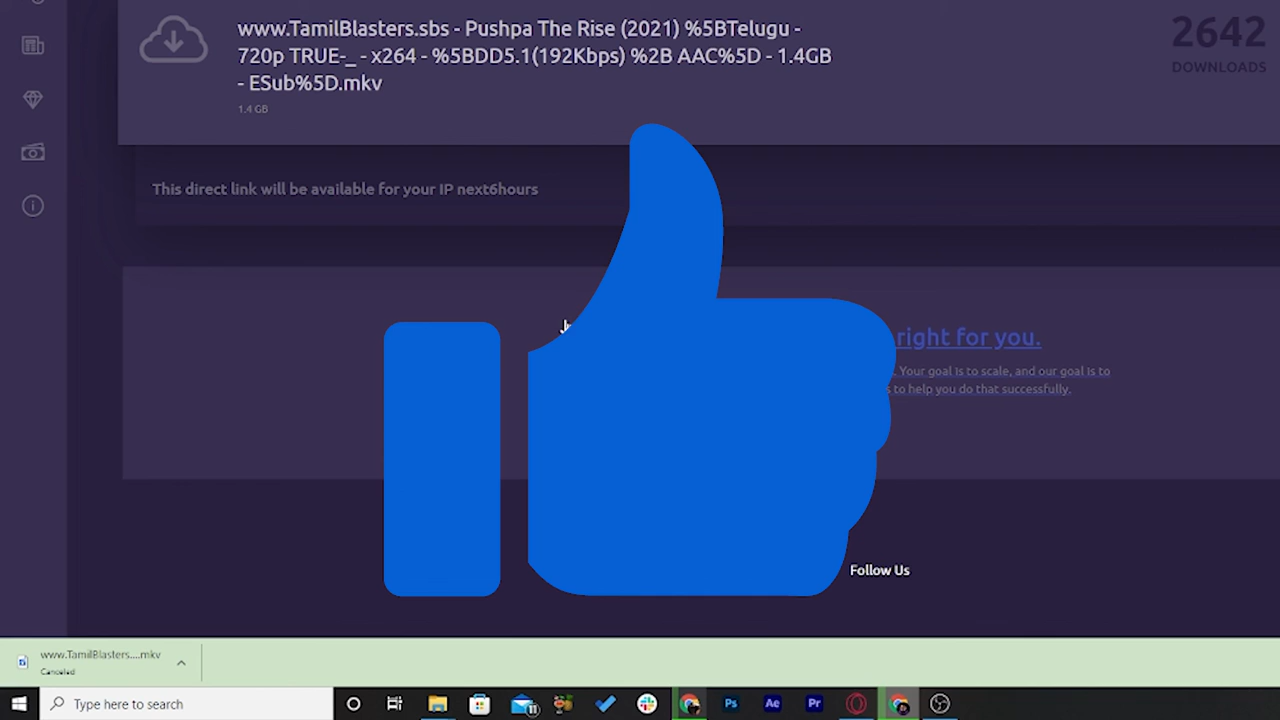 www.TamilBlasters.sbs - Pushpa The Rise (2021) %5BTelugu -
720p TRUE-_ - x264 - %5BDD5.1(192Kbps) %2B AAC%5D - 1.4GB
- ESub%5D.mkv
1.4 GB
2642
DOWNLOADS
This direct link will be available for your IP next6hours
right for you.
. Your goal is to scale, and our goal is to
s to help you do that successfully.
Follow Us
www.TamilBlasters....mkv
Canceled
Type here to search
Ps
Ae
Pr